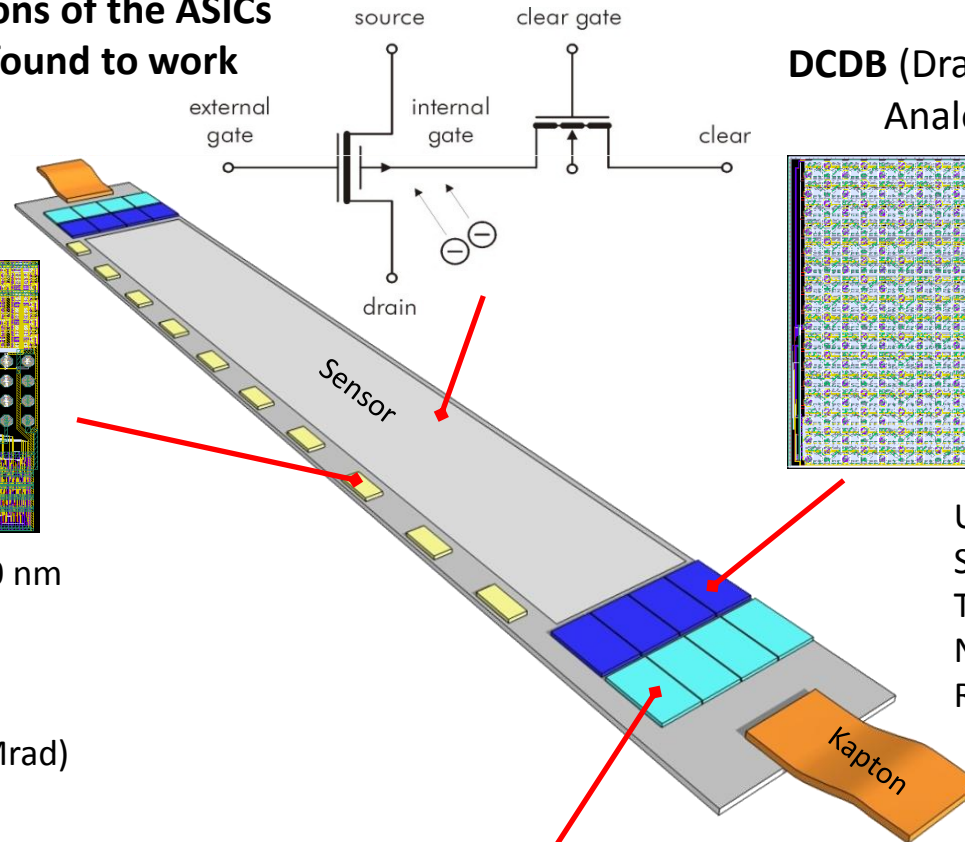 ons of the ASICs
found to work
source
clear gate
external
gate
internal
gate
clear
drain
DCDB (Dra
Analo
Sensor
0 nm
Mrad)
U
S
T
N
R
Kapton